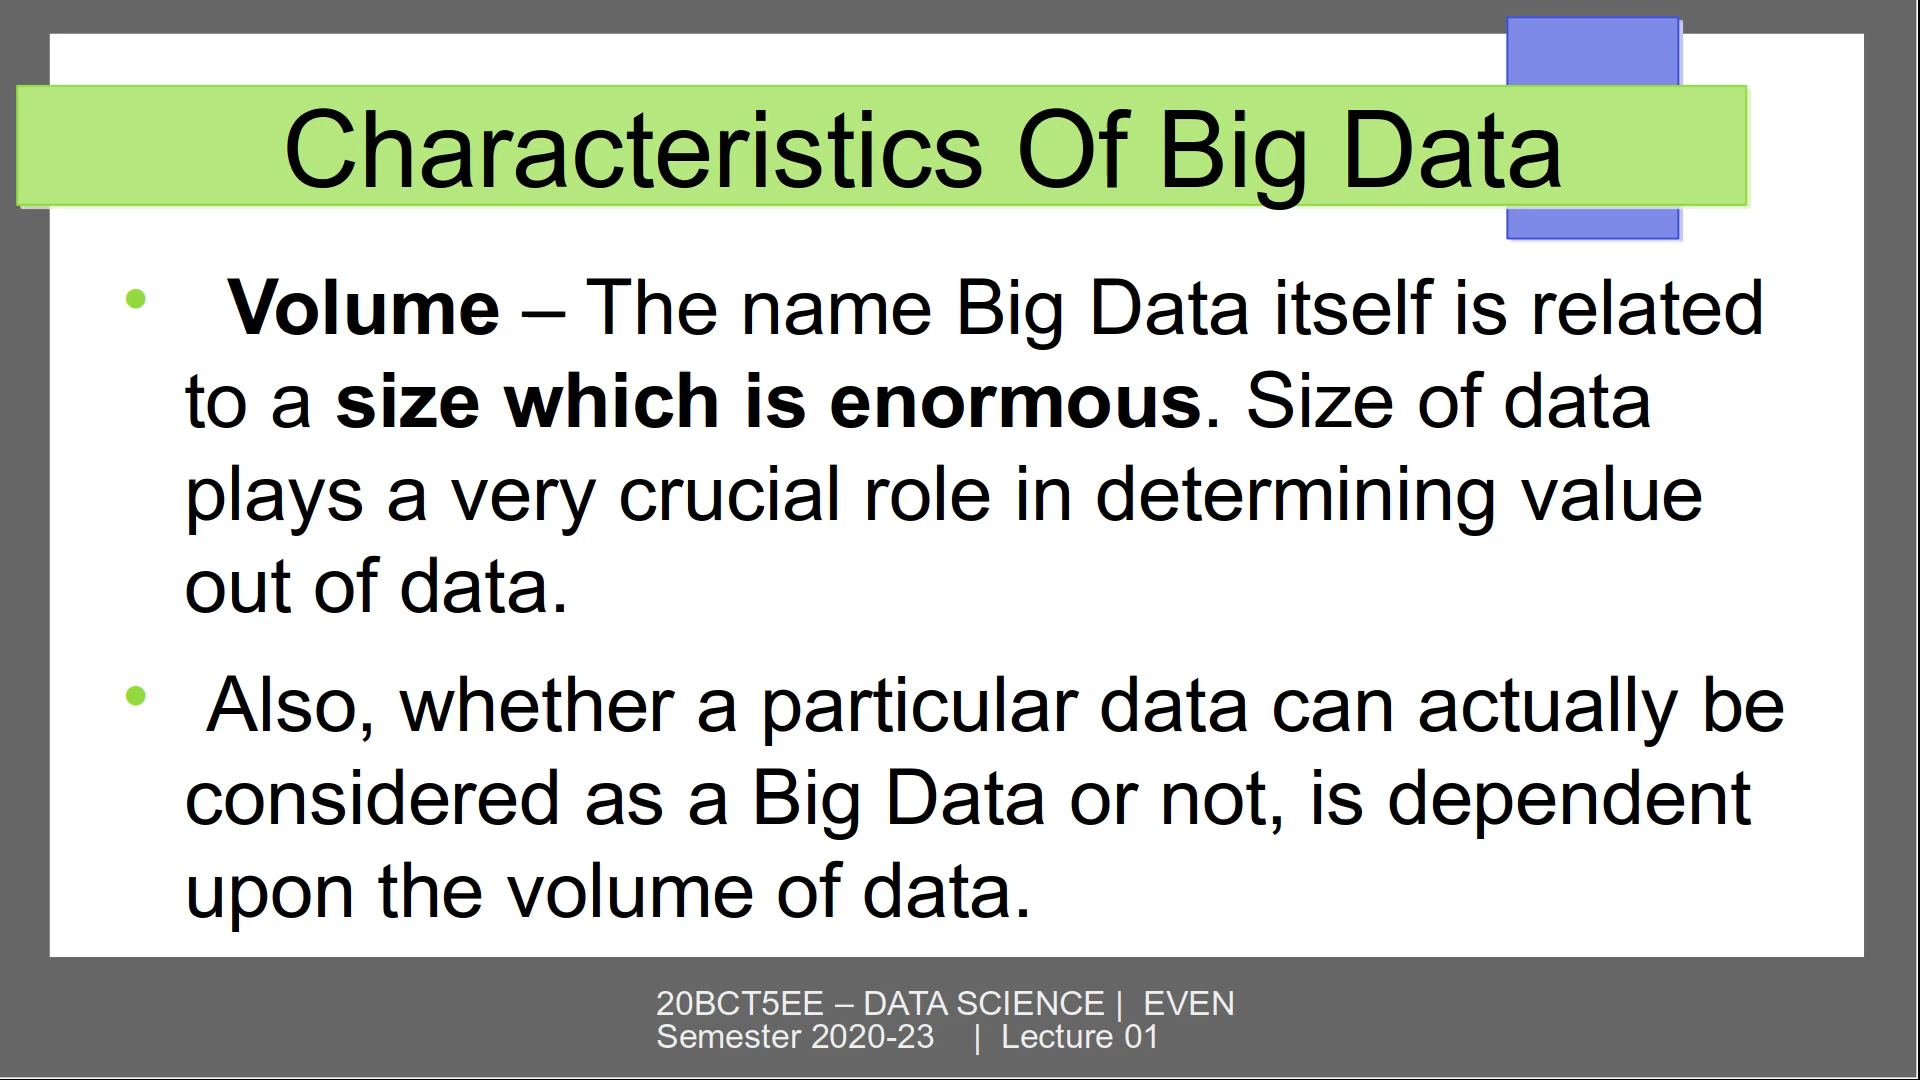 Characteristics Of Big Data
• Volume – The name Big Data itself is related
to a size which is enormous. Size of data
plays a very crucial role in determining value
out of data.
• Also, whether a particular data can actually be
considered as a Big Data or not, is dependent
upon the volume of data.
20BCT5EE – DATA SCIENCE | EVEN
Semester 2020-23 | Lecture 01